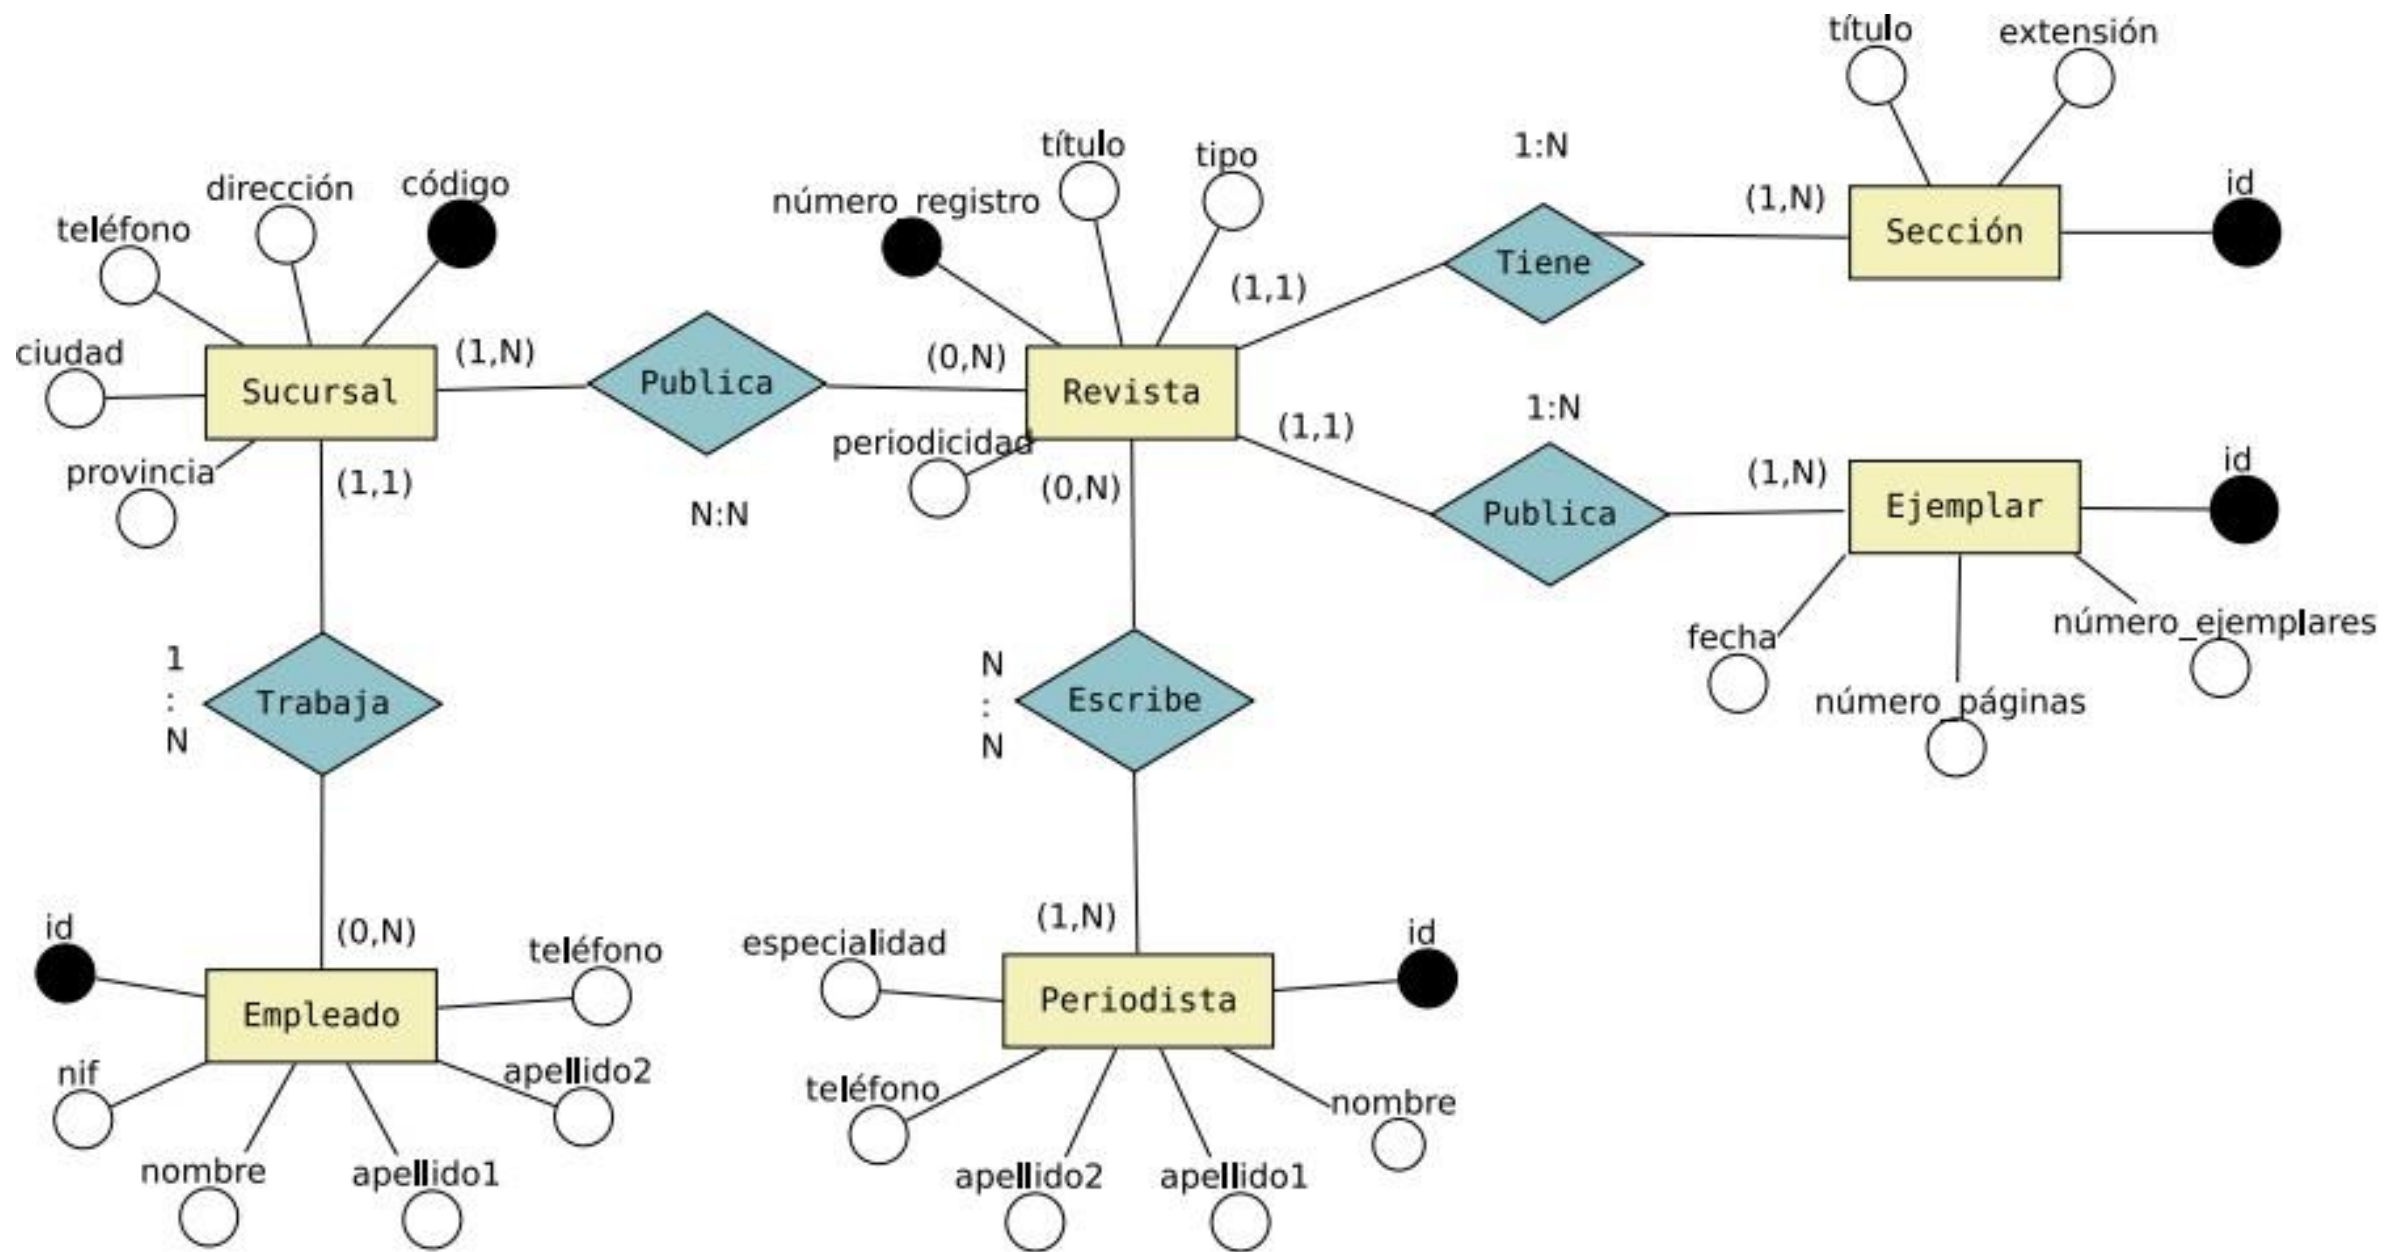 título
extensión
id
Sección
(1,N)
1:N
Tiene
(1,1)
título
tipo
número_registro
código
dirección
teléfono
ciudad
provincia
Sucursal
(1,N)
Publica
N:N
(0,N)
Revista
periodicidad
(0,N)
(1,1)
1:N
Publica
(1,N)
Ejemplar
id
fecha
número_páginas
número_ejemplares
(1,1)
1
:
N
Trabaja
N
:
N
Escribe
(0,N)
id
Empleado
teléfono
nif
nombre
apellido1
apellido2
(1,N)
especialidad
Periodista
id
teléfono
apellido2
apellido1
nombre